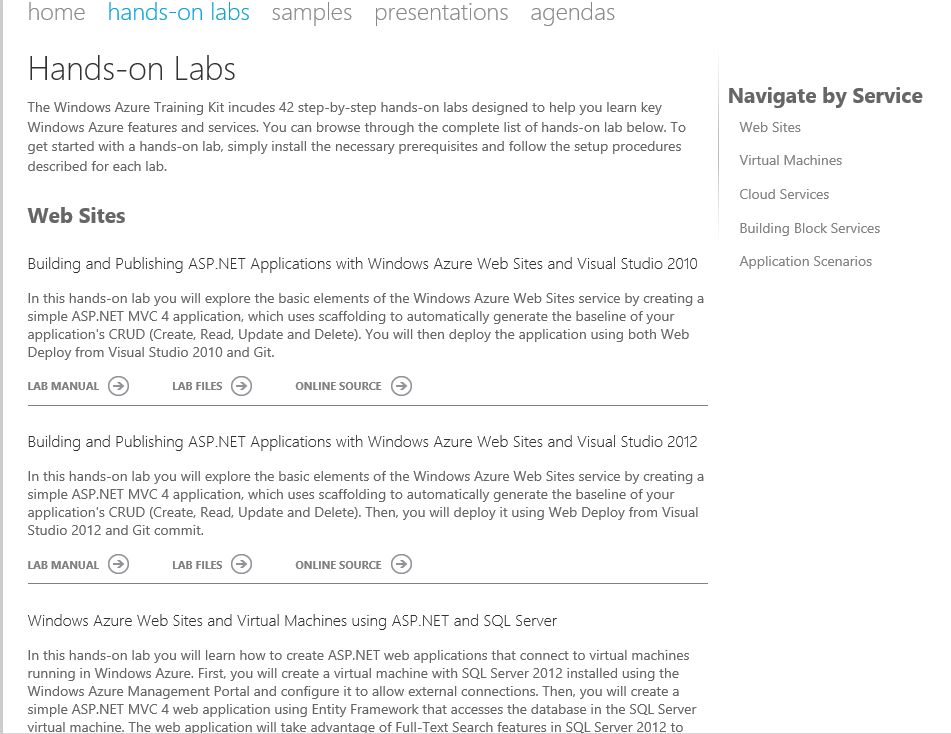 home hands-on labs samples presentations agendas
Hands-on Labs
The Windows Azure Training Kit incudes 42 step-by-step hands-on labs designed to help you learn key
Windows Azure features and services. You can browse through the complete list of hands-on lab below. To
get started with a hands-on lab, simply install the necessary prerequisites and follow the setup procedures
described for each lab.
Web Sites
Building and Publishing ASP.NET Applications with Windows Azure Web Sites and Visual Studio 2010
In this hands-on lab you will explore the basic elements of the Windows Azure Web Sites service by creating a
simple ASP.NET MVC 4 application, which uses scaffolding to automatically generate the baseline of your
application's CRUD (Create, Read, Update and Delete). You will then deploy the application using both Web
Deploy from Visual Studio 2010 and Git.
LAB MANUAL LAB FILES ONLINE SOURCE
Building and Publishing ASP.NET Applications with Windows Azure Web Sites and Visual Studio 2012
In this hands-on lab you will explore the basic elements of the Windows Azure Web Sites service by creating a
simple ASP.NET MVC 4 application, which uses scaffolding to automatically generate the baseline of your
application's CRUD (Create, Read, Update and Delete). Then, you will deploy it using Web Deploy from Visual
Studio 2012 and Git commit.
LAB MANUAL LAB FILES ONLINE SOURCE
Windows Azure Web Sites and Virtual Machines using ASP.NET and SQL Server
In this hands-on lab you will learn how to create ASP.NET web applications that connect to virtual machines
running in Windows Azure. First, you will create a virtual machine with SQL Server 2012 installed using the
Windows Azure Management Portal and configure it to allow external connections. Then, you will create a
simple ASP.NET MVC 4 web application using Entity Framework that accesses the database in the SQL Server
virtual machine. The web application will take advantage of Full-Text Search features in SQL Server 2012 to
Navigate by Service
Web Sites
Virtual Machines
Cloud Services
Building Block Services
Application Scenarios